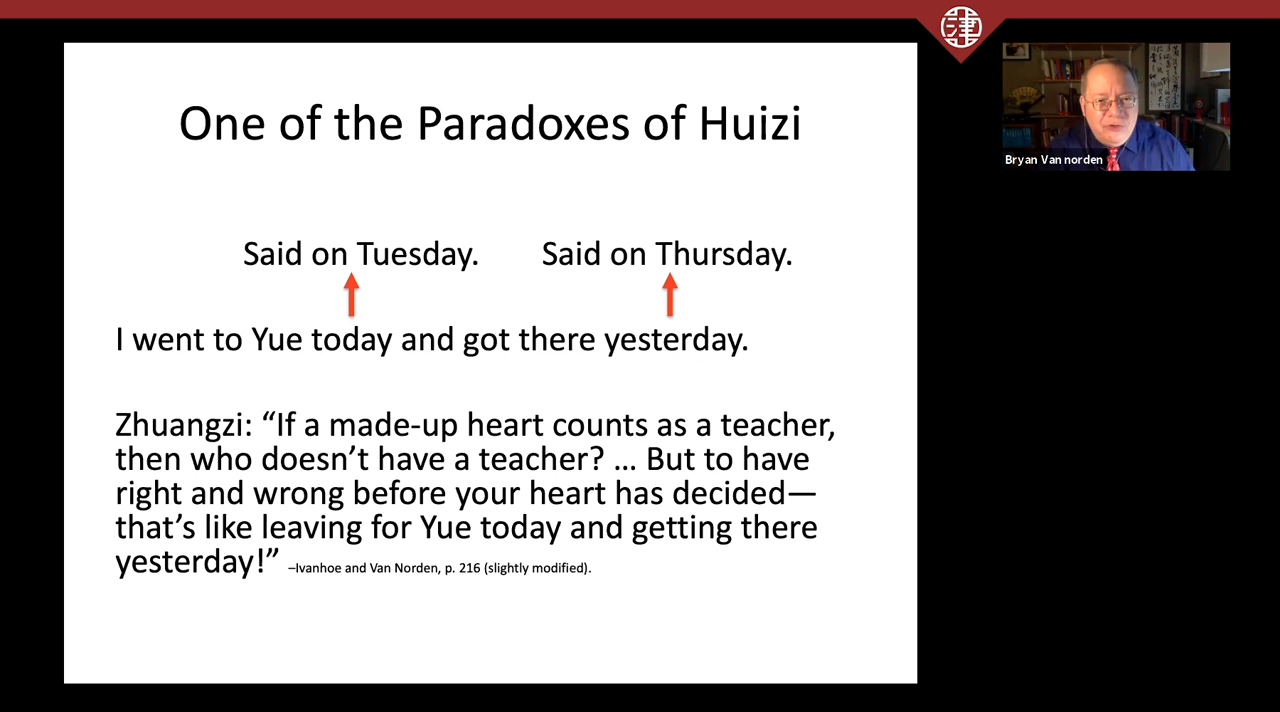 One of the Paradoxes of Huizi
Said on Tuesday. Said on Thursday.
I went to Yue today and got there yesterday.
Zhuangzi: “If a made-up heart counts as a teacher,
then who doesn’t have a teacher? … But to have
right and wrong before your heart has decided—
that’s like leaving for Yue today and getting there
yesterday!” –Ivanhoe and Van Norden, p. 216 (slightly modified).
Bryan Van norden